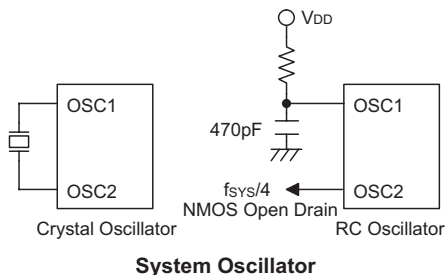 VDD
OSC1
OSC2
Crystal Oscillator
OSC1
470pF
fSYS/4
NMOS Open Drain
OSC2
RC Oscillator
System Oscillator